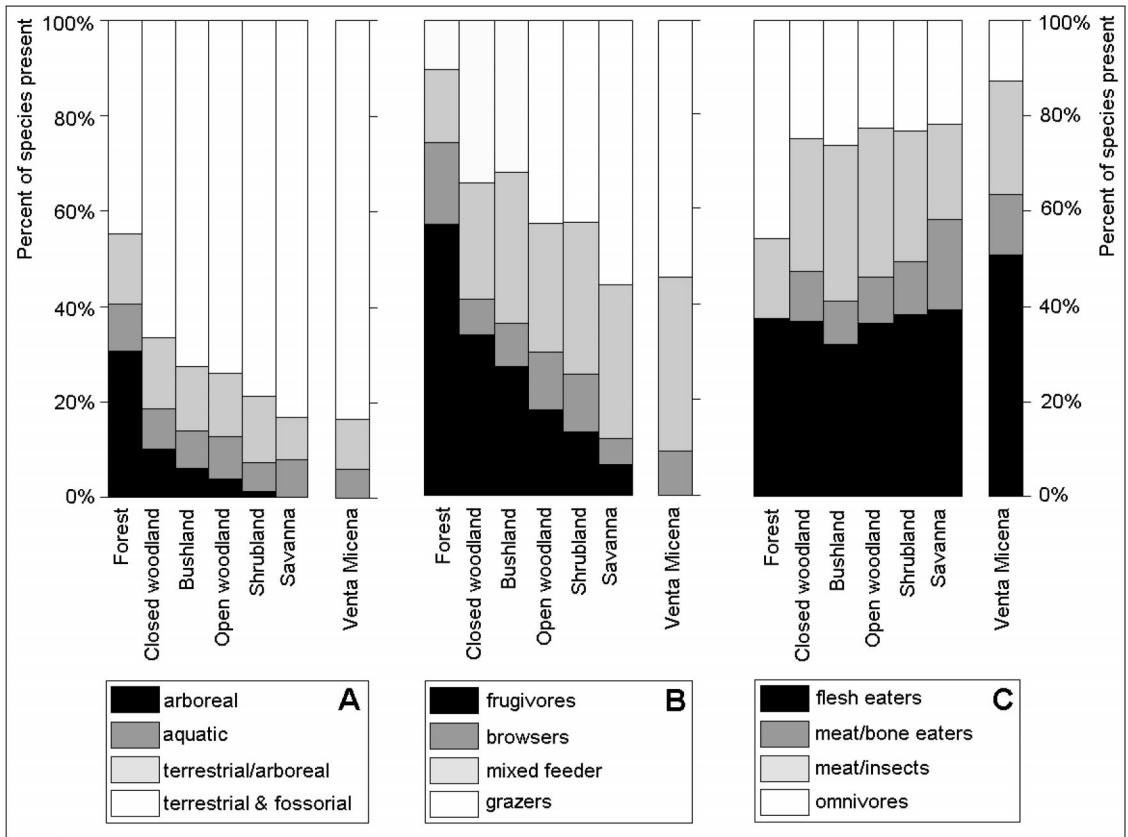 Percent of species present
100%
80%
60%
40%
20%
0%
Forest
Closed woodland
Bushland
Open woodland
Shrubland
Savanna
Venta Micena
Forest
Closed woodland
Bushland
Open woodland
Shrubland
Savanna
Venta Micena
Forest
Closed woodland
Bushland
Open woodland
Shrubland
Savanna
Venta Micena
100%
80%
60%
40%
20%
0%
Percent of species present
A
arboreal
aquatic
terrestrial/arboreal
terrestrial & fossorial
B
frugivores
browsers
mixed feeder
grazers
C
flesh eaters
meat/bone eaters
meat/insects
omnivores